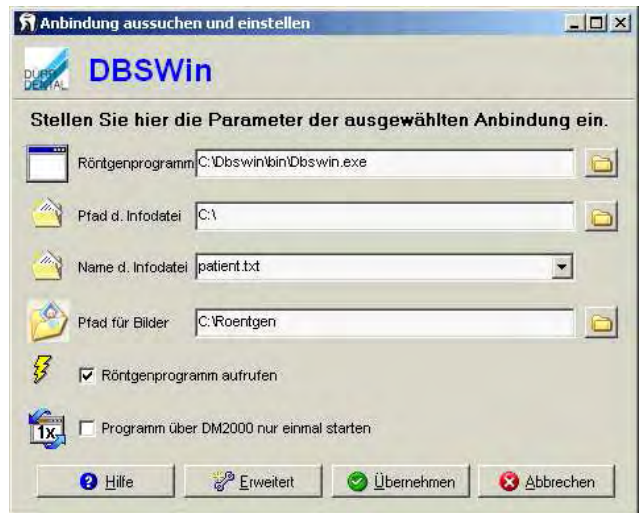 Anbindung aussuchen und einstellen
DÜRR
DENTAL
DBSWin
Stellen Sie hier die Parameter der ausgewählten Anbindung ein.
Röntgenprogramm C:\Dbswin\bin\Dbswin.exe
Pfad d. Infodatei C:\
Name d. Infodatei patient.txt
Pfad für Bilder C:\Roentgen
Röntgenprogramm aufrufen
1x Programm über DM2000 nur einmal starten
Hilfe Erweitert Übernehmen Abbrechen